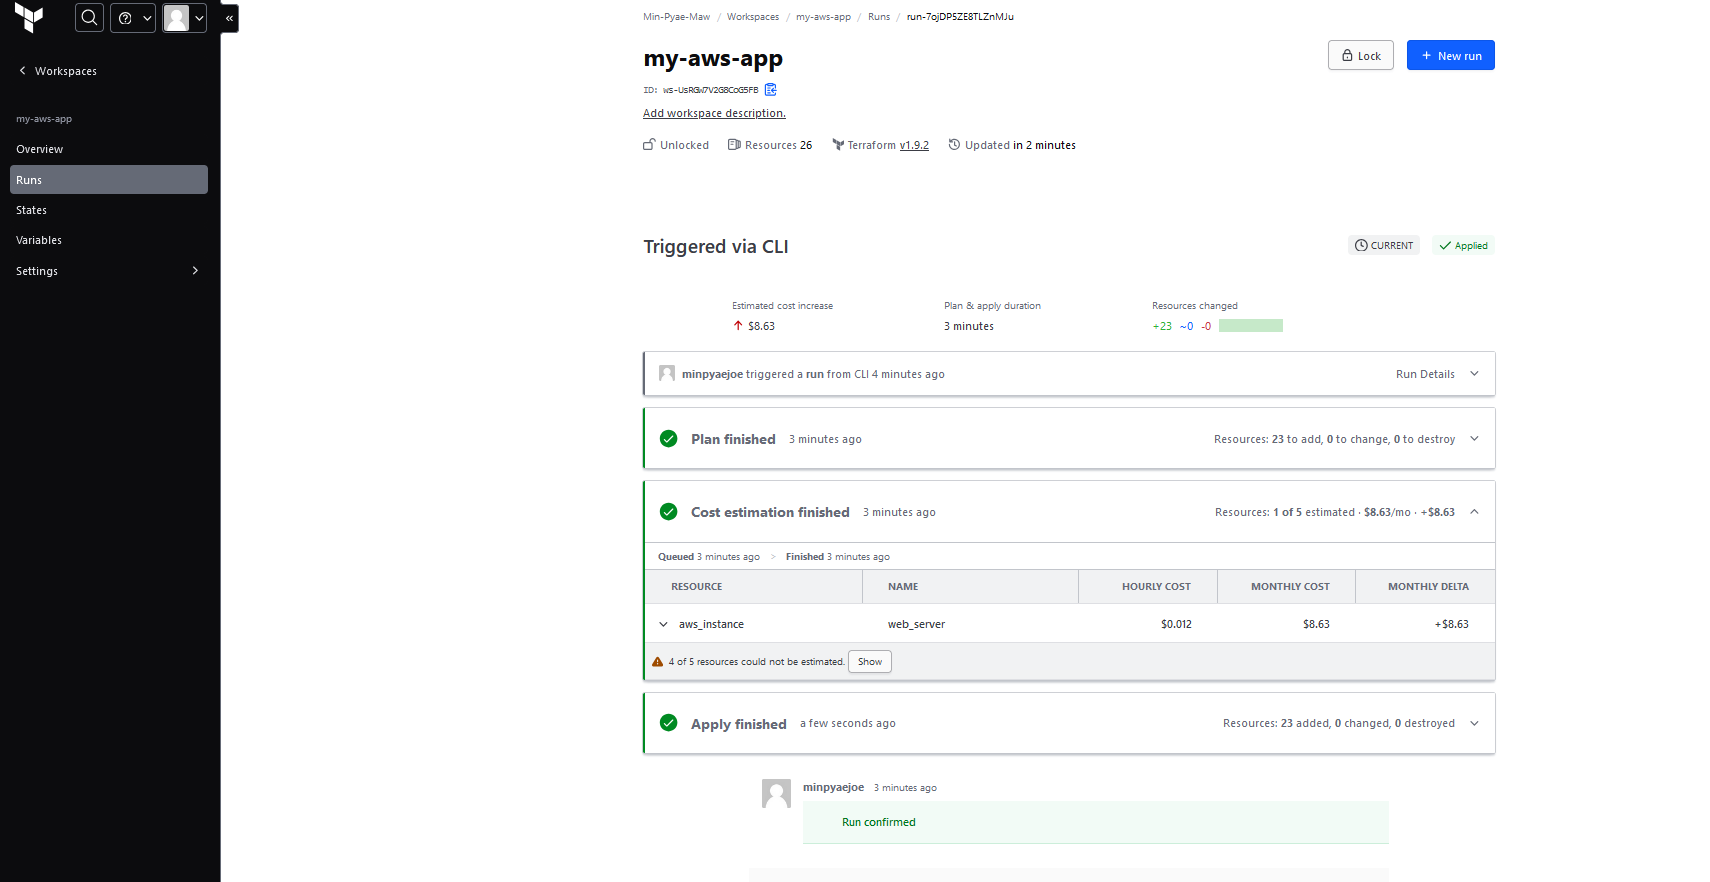 Min-Pyae-Maw / Workspaces / my-aws-app / Runs / run-7ojDP5ZE8TLZnMJu
«
Workspaces
my-aws-app
Overview
Runs
States
Variables
Settings
my-aws-app
Lock
+ New run
ID: ws-UsRGW7V2G8CoG5FB
Add workspace description.
Unlocked Resources 26 Terraform v1.9.2 Updated in 2 minutes
Triggered via CLI
CURRENT
Applied
Estimated cost increase Plan & apply duration Resources changed
$8.63 3 minutes +23 ~0 -0
minpyaejoe triggered a run from CLI 4 minutes ago Run Details
Plan finished 3 minutes ago Resources: 23 to add, 0 to change, 0 to destroy
Cost estimation finished 3 minutes ago Resources: 1 of 5 estimated · $8.63/mo · +$8.63
Queued 3 minutes ago > Finished 3 minutes ago
RESOURCE NAME HOURLY COST MONTHLY COST MONTHLY DELTA
aws_instance web_server $0.012 $8.63 +$8.63
4 of 5 resources could not be estimated. Show
Apply finished a few seconds ago Resources: 23 added, 0 changed, 0 destroyed
minpyaejoe 3 minutes ago
Run confirmed